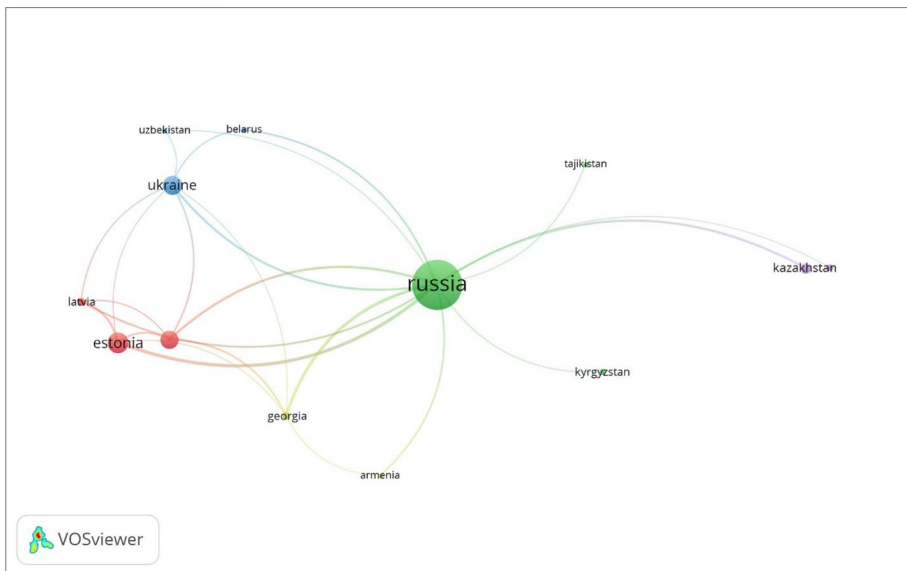 uzbekistan
belarus
tajikistan
ukraine
kazakhstan
russia
latvia
estonia
kyrgyzstan
georgia
armenia
VOSviewer